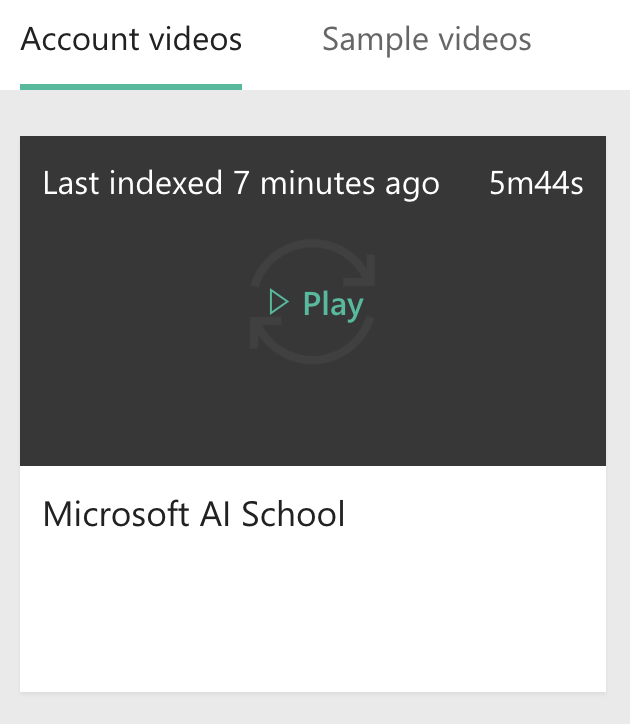 Account videos Sample videos
Last indexed 7 minutes ago 5m44s
Play
Microsoft AI School